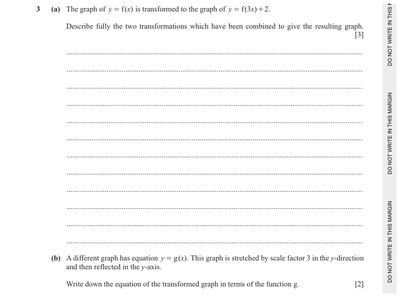 3 (a) The graph of y = f(x) is transformed to the graph of y = f(3x) + 2.
Describe fully the two transformations which have been combined to give the resulting graph.
[3]
(b) A different graph has equation y = g(x). This graph is stretched by scale factor 3 in the y-direction
and then reflected in the y-axis.
Write down the equation of the transformed graph in terms of the function g. [2]
DO NOT WRITE IN THIS
DO NOT WRITE IN THIS MARGIN
DO NOT WRITE IN THIS MARGIN